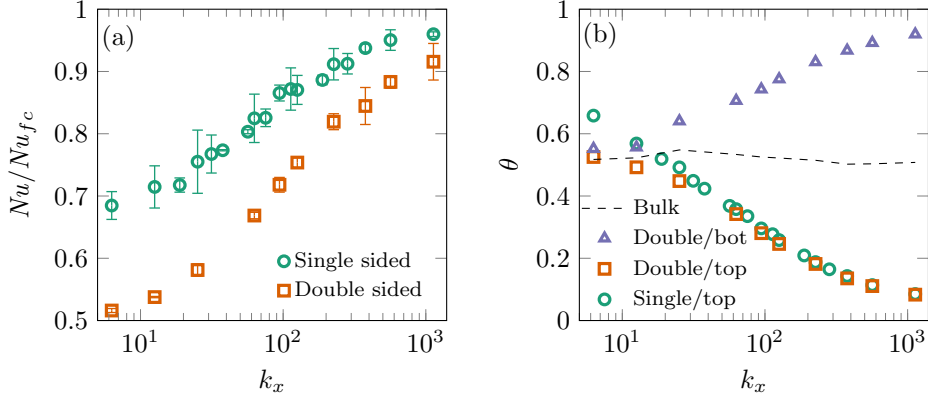 (a)
1
0.9
0.8
0.7
0.6
0.5
Nu/Nu_{fc}
Single sided
Double sided
10^1
10^2
10^3
k_x
(b)
1
0.8
0.6
0.4
0.2
0
θ
Bulk
Double/bot
Double/top
Single/top
10^1
10^2
10^3
k_x